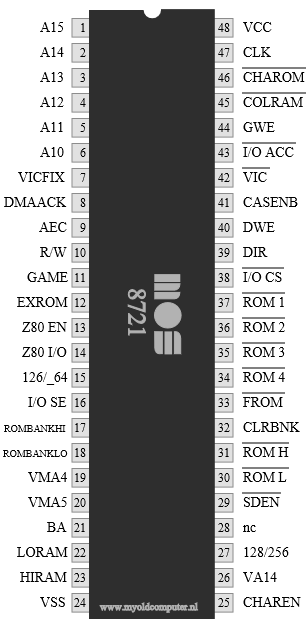 A15 1 48 VCC
A14 2 47 CLK
A13 3 46 CHAROM
A12 4 45 COLRAM
A11 5 44 GWE
A10 6 43 I/O ACC
VICFIX 7 42 VIC
DMAACK 8 41 CASENB
AEC 9 40 DWE
R/W 10 39 DIR
GAME 11 38 I/O CS
EXROM 12 37 ROM 1
Z80 EN 13 36 ROM 2
Z80 I/O 14 35 ROM 3
126/_64 15 34 ROM 4
I/O SE 16 33 FROM
ROMBANKHI 17 32 CLRBNK
ROMBANKLO 18 31 ROM H
VMA4 19 30 ROM L
VMA5 20 29 SDEN
BA 21 28 nc
LORAM 22 27 128/256
HIRAM 23 26 VA14
VSS 24 25 CHAREN
MOS
8721
www.myoldcomputer.nl